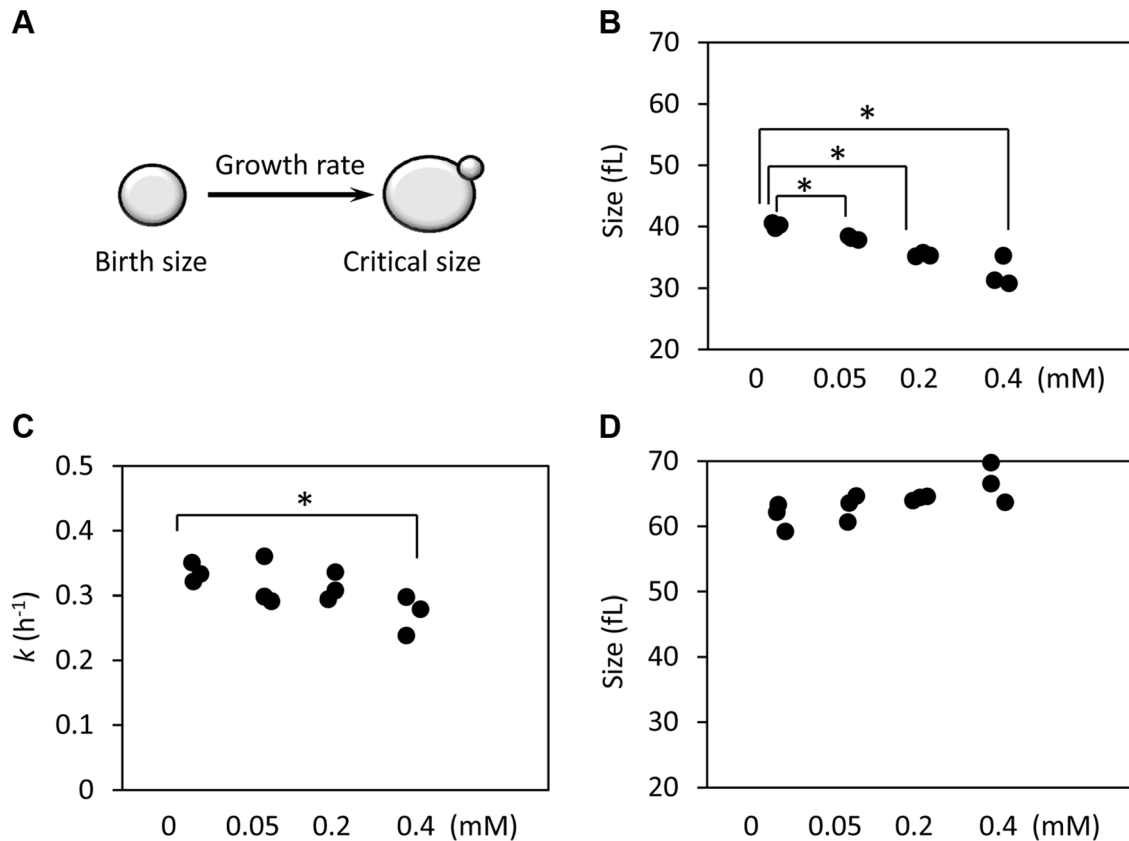 A
Growth rate
Birth size
Critical size
B
70
60
50
40
30
20
Size (fL)
*
*
*
0 0.05 0.2 0.4 (mM)
C
0.5
0.4
0.3
0.2
0.1
0
k (h-1)
*
0 0.05 0.2 0.4 (mM)
D
70
60
50
40
30
20
Size (fL)
0 0.05 0.2 0.4 (mM)